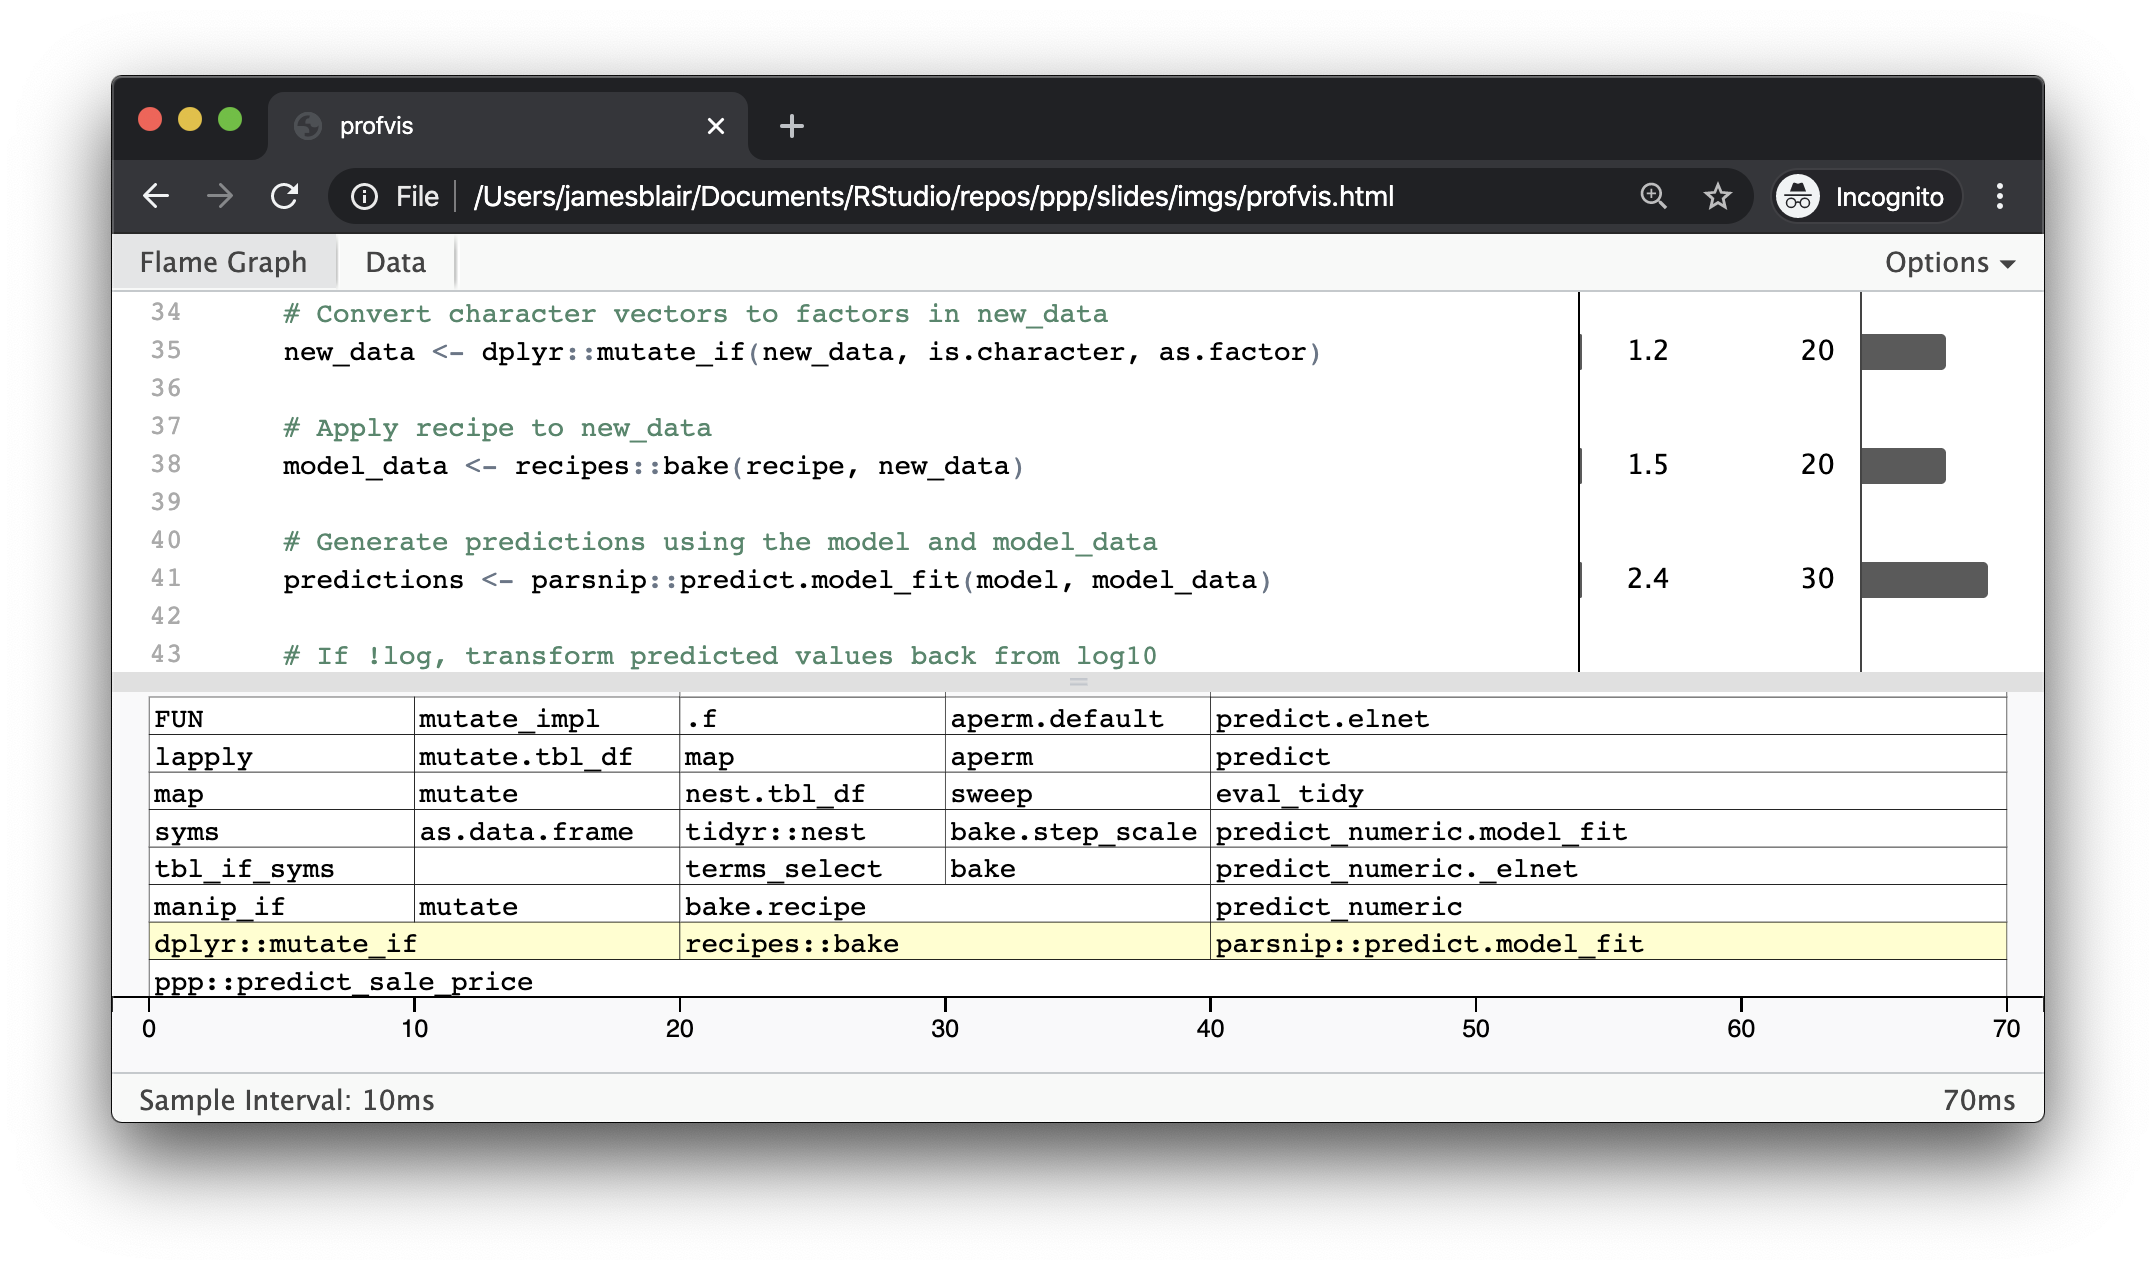 profvis
File /Users/jamesblair/Documents/RStudio/repos/ppp/slides/imgs/profvis.html Incognito
Flame Graph Data Options
34 # Convert character vectors to factors in new_data
35 new_data <- dplyr::mutate_if(new_data, is.character, as.factor) 1.2 20
36
37 # Apply recipe to new_data
38 model_data <- recipes::bake(recipe, new_data) 1.5 20
39
40 # Generate predictions using the model and model_data
41 predictions <- parsnip::predict.model_fit(model, model_data) 2.4 30
42
43 # If !log, transform predicted values back from log10
FUN mutate_impl .f aperm.default predict.elnet
lapply mutate.tbl_df map aperm predict
map mutate nest.tbl_df sweep eval_tidy
syms as.data.frame tidyr::nest bake.step_scale predict_numeric.model_fit
tbl_if_syms terms_select bake predict_numeric._elnet
manip_if mutate bake.recipe predict_numeric
dplyr::mutate_if recipes::bake parsnip::predict.model_fit
ppp::predict_sale_price
0 10 20 30 40 50 60 70
Sample Interval: 10ms 70ms